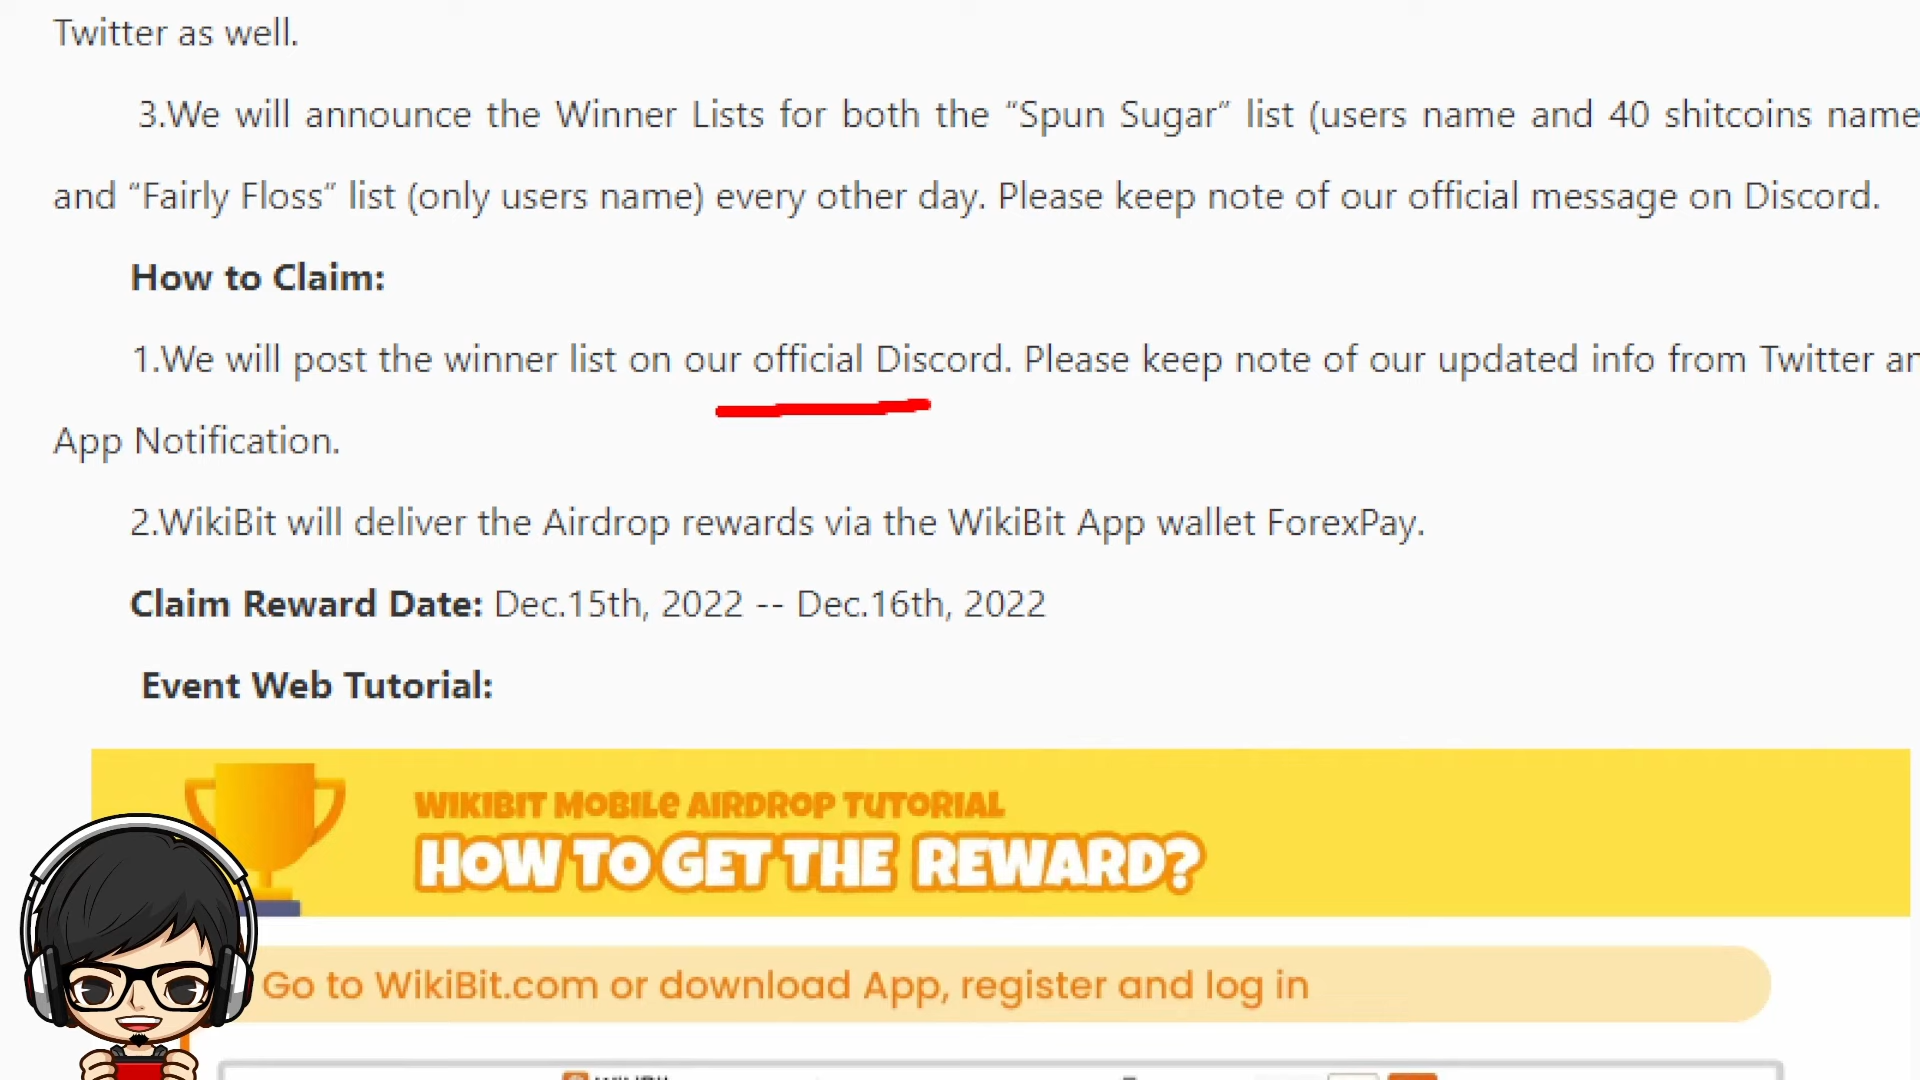 Twitter as well.
3.We will announce the Winner Lists for both the “Spun Sugar” list (users name and 40 shitcoins name
and “Fairly Floss” list (only users name) every other day. Please keep note of our official message on Discord.
How to Claim:
1.We will post the winner list on our official Discord. Please keep note of our updated info from Twitter an
App Notification.
2.WikiBit will deliver the Airdrop rewards via the WikiBit App wallet ForexPay.
Claim Reward Date: Dec.15th, 2022 -- Dec.16th, 2022
Event Web Tutorial:
WIKIBIT MOBILE AIRDROP TUTORIAL
HOW TO GET THE REWARD?
Go to WikiBit.com or download App, register and log in